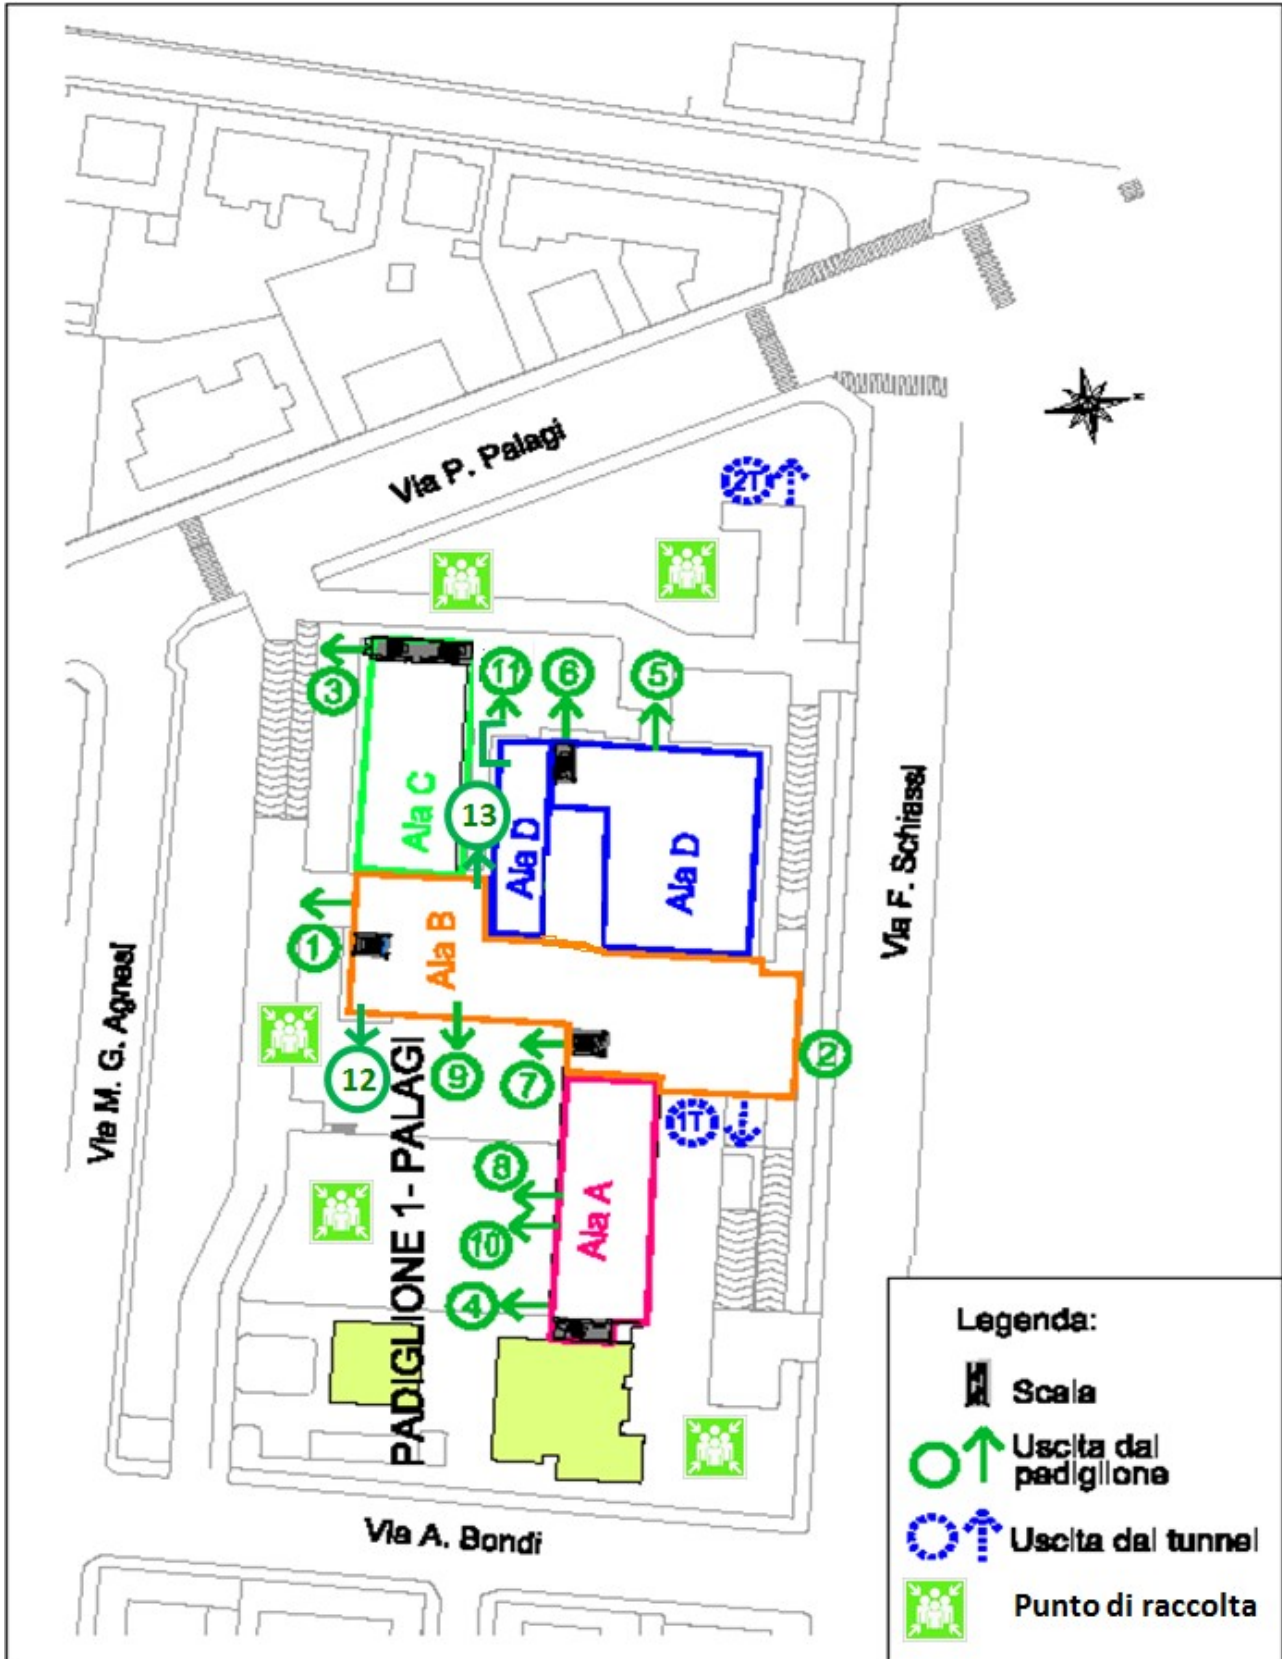 Via P. Palagi
2T
3
11
6
5
Ala C
13
Ala D
Ala D
Via F. Schiassi
1
Ala B
Via M. G. Agnesi
12
9
7
2
PADIGLIONE 1 - PALAGI
1T
8
10
Ala A
4
Via A. Bondi
Legenda:
Scala
Uscita dal
padiglione
Uscita dal tunnel
Punto di raccolta